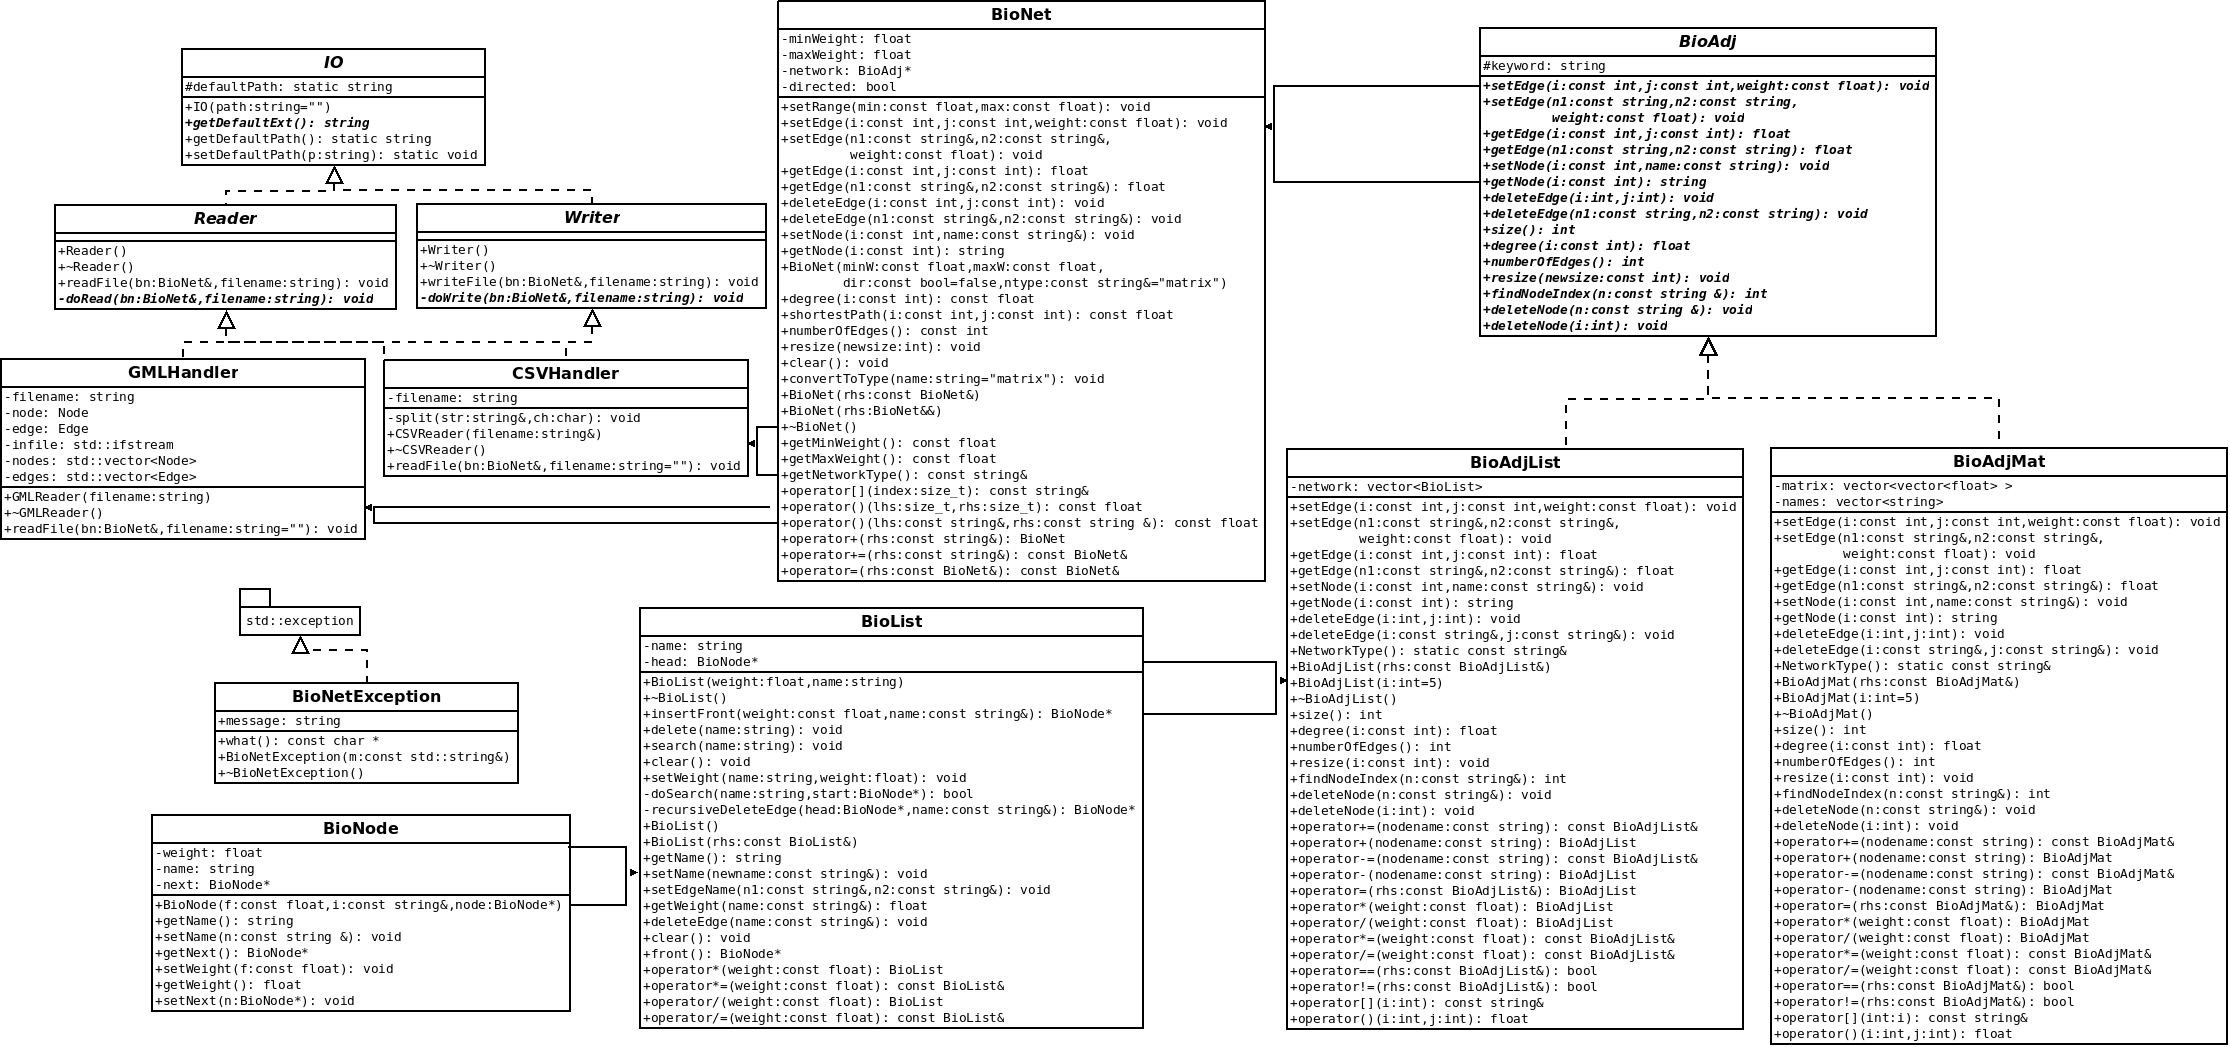 IO
#defaultPath: static string
+IO(path:string="")
+getDefaultExt(): string
+getDefaultPath(): static string
+setDefaultPath(p:string): static void
Reader
+Reader()
+~Reader()
+readFile(bn:BioNet&,filename:string): void
-doRead(bn:BioNet&,filename:string): void
Writer
+Writer()
+~Writer()
+writeFile(bn:BioNet&,filename:string): void
-doWrite(bn:BioNet&,filename:string): void
GMLHandler
-filename: string
-node: Node
-edge: Edge
-infile: std::ifstream
-nodes: std::vector<Node>
-edges: std::vector<Edge>
+GMLReader(filename:string)
+~GMLReader()
+readFile(bn:BioNet&,filename:string=""): void
CSVHandler
-filename: string
-split(str:string&,ch:char): void
+CSVReader(filename:string&)
+~CSVReader()
+readFile(bn:BioNet&,filename:string=""): void
BioNet
-minWeight: float
-maxWeight: float
-network: BioAdj*
-directed: bool
+setRange(min:const float,max:const float): void
+setEdge(i:const int,j:const int,weight:const float): void
+setEdge(n1:const string&,n2:const string&,
weight:const float): void
+getEdge(i:const int,j:const int): float
+getEdge(n1:const string&,n2:const string&): float
+deleteEdge(i:const int,j:const int): void
+deleteEdge(n1:const string&,n2:const string&): void
+setNode(i:const int,name:const string&): void
+getNode(i:const int): string
+BioNet(minW:const float,maxW:const float,
dir:const bool=false,ntype:const string&="matrix")
+degree(i:const int): const float
+shortestPath(i:const int,j:const int): const float
+numberOfEdges(): const int
+resize(newsize:int): void
+clear(): void
+convertToType(name:string="matrix"): void
+BioNet(rhs:const BioNet&)
+BioNet(rhs:BioNet&&)
+~BioNet()
+getMinWeight(): const float
+getMaxWeight(): const float
+getNetworkType(): const string&
+operator[](index:size_t): const string&
+operator()(lhs:size_t,rhs:size_t): const float
+operator()(lhs:const string&,rhs:const string &): const float
+operator+(rhs:const string&): BioNet
+operator+=(rhs:const string&): const BioNet&
+operator=(rhs:const BioNet&): const BioNet&
BioAdj
#keyword: string
+setEdge(i:const int,j:const int,weight:const float): void
+setEdge(n1:const string,n2:const string,
weight:const float): void
+getEdge(i:const int,j:const int): float
+getEdge(n1:const string,n2:const string): float
+setNode(i:const int,name:const string): void
+getNode(i:const int): string
+deleteEdge(i:int,j:int): void
+deleteEdge(n1:const string,n2:const string): void
+size(): int
+degree(i:const int): float
+numberOfEdges(): int
+resize(newsize:const int): void
+findNodeIndex(n:const string &): int
+deleteNode(n:const string &): void
+deleteNode(i:int): void
BioAdjList
-network: vector<BioList>
+setEdge(i:const int,j:const int,weight:const float): void
+setEdge(n1:const string&,n2:const string&,
weight:const float): void
+getEdge(i:const int,j:const int): float
+getEdge(n1:const string&,n2:const string&): float
+setNode(i:const int,name:const string&): void
+getNode(i:const int): string
+deleteEdge(i:int,j:int): void
+deleteEdge(i:const string&,j:const string&): void
+NetworkType(): static const string&
+BioAdjList(rhs:const BioAdjList&)
+BioAdjList(i:int=5)
+~BioAdjList()
+size(): int
+degree(i:const int): float
+numberOfEdges(): int
+resize(i:const int): void
+findNodeIndex(n:const string&): int
+deleteNode(n:const string&): void
+deleteNode(i:int): void
+operator+=(nodename:const string): const BioAdjList&
+operator+(nodename:const string): BioAdjList
+operator-=(nodename:const string): const BioAdjList&
+operator-(nodename:const string): BioAdjList
+operator=(rhs:const BioAdjList&): BioAdjList
+operator*(weight:const float): BioAdjList
+operator/(weight:const float): BioAdjList
+operator*=(weight:const float): const BioAdjList&
+operator/=(weight:const float): const BioAdjList&
+operator==(rhs:const BioAdjList&): bool
+operator!=(rhs:const BioAdjList&): bool
+operator[](i:int): const string&
+operator()(i:int,j:int): float
BioAdjMat
-matrix: vector<vector<float> >
-names: vector<string>
+setEdge(i:const int,j:const int,weight:const float): void
+setEdge(n1:const string&,n2:const string&,
weight:const float): void
+getEdge(i:const int,j:const int): float
+getEdge(n1:const string&,n2:const string&): float
+setNode(i:const int,name:const string&): void
+getNode(i:const int): string
+deleteEdge(i:int,j:int): void
+deleteEdge(i:const string&,j:const string&): void
+NetworkType(): static const string&
+BioAdjMat(rhs:const BioAdjMat&)
+BioAdjMat(i:int=5)
+~BioAdjMat()
+size(): int
+degree(i:const int): float
+numberOfEdges(): int
+resize(i:const int): void
+findNodeIndex(n:const string&): int
+deleteNode(n:const string&): void
+deleteNode(i:int): void
+operator+=(nodename:const string): const BioAdjMat&
+operator+(nodename:const string): BioAdjMat
+operator-=(nodename:const string): const BioAdjMat&
+operator-(nodename:const string): BioAdjMat
+operator=(rhs:const BioAdjMat&): BioAdjMat
+operator*(weight:const float): BioAdjMat
+operator/(weight:const float): BioAdjMat
+operator*=(weight:const float): const BioAdjMat&
+operator/=(weight:const float): const BioAdjMat&
+operator==(rhs:const BioAdjMat&): bool
+operator!=(rhs:const BioAdjMat&): bool
+operator[](int:i): const string&
+operator()(i:int,j:int): float
std::exception
BioNetException
+message: string
+what(): const char *
+BioNetException(m:const std::string&)
+~BioNetException()
BioNode
-weight: float
-name: string
-next: BioNode*
+BioNode(f:const float,i:const string&,node:BioNode*)
+getName(): string
+setName(n:const string &): void
+getNext(): BioNode*
+setWeight(f:const float): void
+getWeight(): float
+setNext(n:BioNode*): void
BioList
-name: string
-head: BioNode*
+BioList(weight:float,name:string)
+~BioList()
+insertFront(weight:const float,name:const string&): BioNode*
+delete(name:string): void
+search(name:string): void
+clear(): void
+setWeight(name:string,weight:float): void
-doSearch(name:string,start:BioNode*): bool
-recursiveDeleteEdge(head:BioNode*,name:const string&): BioNode*
+BioList()
+BioList(rhs:const BioList&)
+getName(): string
+setName(newname:const string&): void
+setEdgeName(n1:const string&,n2:const string&): void
+getWeight(name:const string&): float
+deleteEdge(name:const string&): void
+clear(): void
+front(): BioNode*
+operator*(weight:const float): BioList
+operator*=(weight:const float): const BioList&
+operator/(weight:const float): BioList
+operator/=(weight:const float): const BioList&